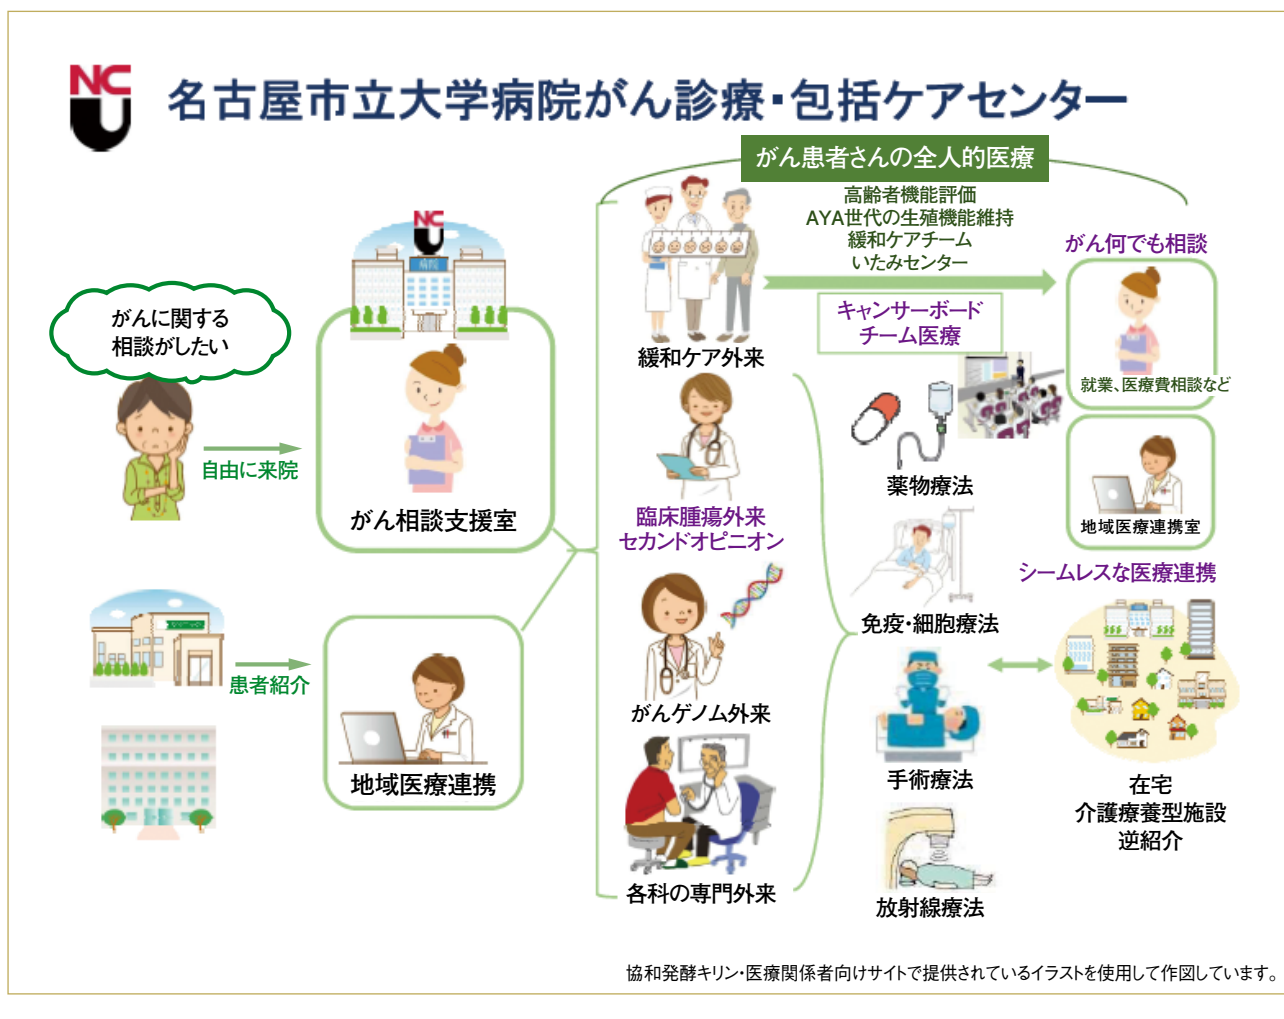 NC
U
名古屋市立大学病院がん診療・包括ケアセンター
がん患者さんの全人的医療
高齢者機能評価
AYA世代の生殖機能維持
緩和ケアチーム
いたみセンター
キャンサーボード
チーム医療
がん何でも相談
就業、医療費相談など
地域医療連携室
シームレスな医療連携
在宅
介護療養型施設
逆紹介
がんに関する
相談がしたい
自由に来院
NC
U
病院
がん相談支援室
患者紹介
地域医療連携
緩和ケア外来
臨床腫瘍外来
セカンドオピニオン
がんゲノム外来
各科の専門外来
薬物療法
免疫・細胞療法
手術療法
放射線療法
協和発酵キリン・医療関係者向けサイトで提供されているイラストを使用して作図しています。